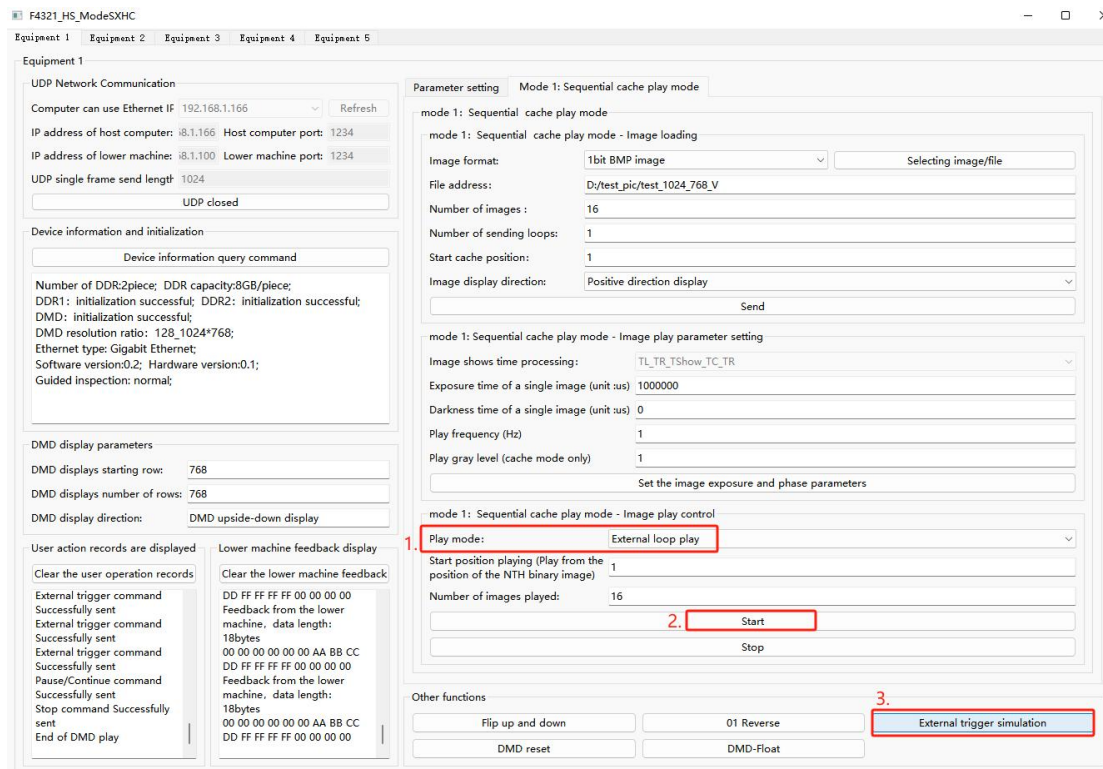 F4321_HS_ModeSXHC
Equipment 1 Equipment 2 Equipment 3 Equipment 4 Equipment 5
Equipment 1
UDP Network Communication
Computer can use Ethernet IF 192.168.1.166 Refresh
IP address of host computer: i8.1.166 Host computer port: 1234
IP address of lower machine: i8.1.100 Lower machine port: 1234
UDP single frame send lengtl 1024
UDP closed
Device information and initialization
Device information query command
Number of DDR:2piece; DDR capacity:8GB/piece;
DDR1: initialization successful; DDR2: initialization successful;
DMD: initialization successful;
DMD resolution ratio: 128_1024*768;
Ethernet type: Gigabit Ethernet;
Software version:0.2; Hardware version:0.1;
Guided inspection: normal;
DMD display parameters
DMD displays starting row: 768
DMD displays number of rows: 768
DMD display direction: DMD upside-down display
User action records are displayed
Clear the user operation records
External trigger command
Successfully sent
External trigger command
Successfully sent
External trigger command
Successfully sent
Pause/Continue command
Successfully sent
Stop command Successfully
sent
End of DMD play
Lower machine feedback display
Clear the lower machine feedback
DD FF FF FF FF 00 00 00 00
Feedback from the lower
machine, data length:
18bytes
00 00 00 00 00 00 AA BB CC
DD FF FF FF FF 00 00 00 00
Feedback from the lower
machine, data length:
18bytes
00 00 00 00 00 00 AA BB CC
DD FF FF FF FF 00 00 00 00
Parameter setting Mode 1: Sequential cache play mode
mode 1: Sequential cache play mode
mode 1: Sequential cache play mode - Image loading
Image format: 1bit BMP image Selecting image/file
File address: D:/test_pic/test_1024_768_V
Number of images : 16
Number of sending loops: 1
Start cache position: 1
Image display direction: Positive direction display
Send
mode 1: Sequential cache play mode - Image play parameter setting
Image shows time processing: TL_TR_TShow_TC_TR
Exposure time of a single image (unit :us) 1000000
Darkness time of a single image (unit :us) 0
Play frequency (Hz) 1
Play gray level (cache mode only) 1
Set the image exposure and phase parameters
mode 1: Sequential cache play mode - Image play control
1. Play mode: External loop play
Start position playing (Play from the
position of the NTH binary image) 1
Number of images played: 16
2. Start
Stop
Other functions
3.
Flip up and down 01 Reverse External trigger simulation
DMD reset DMD-Float